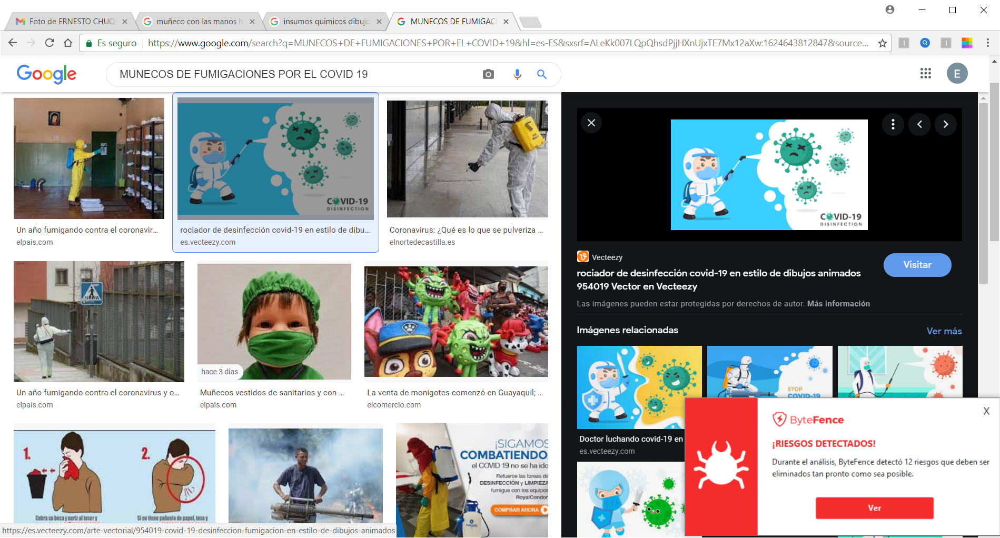 Foto de ERNESTO CHUQ
muñeco con las manos h
insumos quimicos dibujo
MUNECOS DE FUMIGACI
Es seguro
https://www.google.com/search?q=MUNECOS+DE+FUMIGACIONES+POR+EL+COVID+19&hl=es-ES&sxsrf=ALeKk007LQpQhsdPjjHXnUjxTE7Mx12aXw:1624643812847&source...
Google
MUNECOS DE FUMIGACIONES POR EL COVID 19
E
COVID-19
DISINFECTION
Un año fumigando contra el coronavir...
elpais.com
rociador de desinfección covid-19 en estilo de dibu...
es.vecteezy.com
Coronavirus: ¿Qué es lo que se pulveriza ...
elnortedecastilla.es
hace 3 días
Un año fumigando contra el coronavirus y o...
elpais.com
Muñecos vestidos de sanitarios y con ...
elpais.com
La venta de monigotes comenzó en Guayaquil; ...
elcomercio.com
1.
2.
Cubra su boca y nariz al toser y
Si no tiene pañuelo de papel, tosa y
¡SIGAMOS
COMBATIENDO,
el COVID 19 no se ha ido
Refuerce las tareas de
DESINFECCIÓN y LIMPIEZA
fumigue con los equipos
RoyalCondor
COMPRAR AHORA
https://es.vecteezy.com/arte-vectorial/954019-covid-19-desinfeccion-fumigacion-en-estilo-de-dibujos-animados
COVID-19
DISINFECTION
Vecteezy
rociador de desinfección covid-19 en estilo de dibujos animados
954019 Vector en Vecteezy
Visitar
Las imágenes pueden estar protegidas por derechos de autor. Más información
Imágenes relacionadas
Ver más
STOP
COVID-19
Doctor luchando covid-19 en
es.vecteezy.com
X
ByteFence
¡RIESGOS DETECTADOS!
Durante el análisis, ByteFence detectó 12 riesgos que deben ser
eliminados tan pronto como sea posible.
Ver